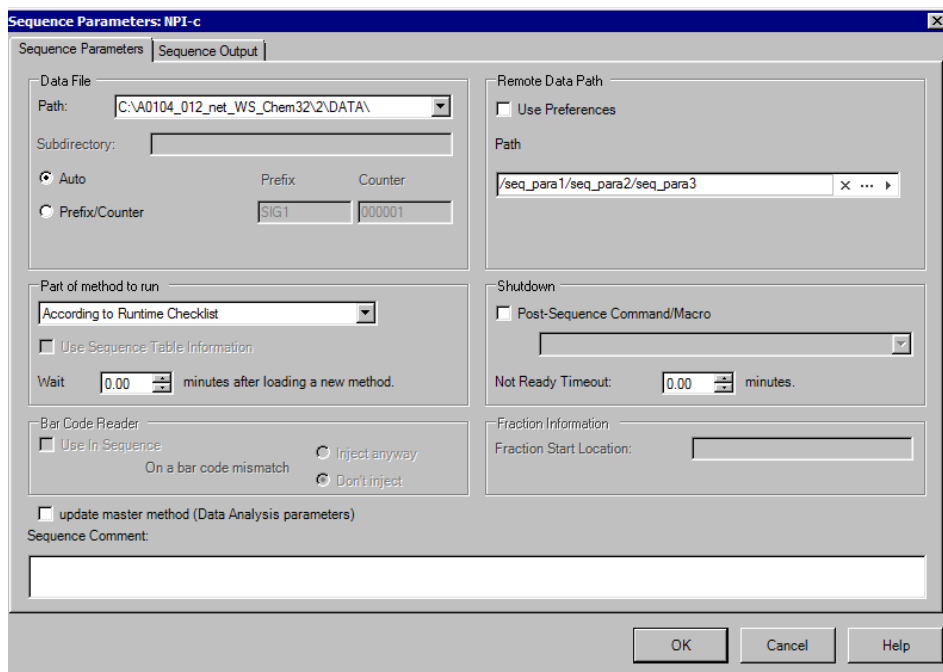 Sequence Parameters: NPI-c
Sequence Parameters
Sequence Output
Data File
Path:
C:\A0104_012_net_WS_Chem32\2\DATA\
Subdirectory:
Auto
Prefix
Counter
Prefix/Counter
SIG1
000001
Remote Data Path
Use Preferences
Path
/seq_para1/seq_para2/seq_para3
Part of method to run
According to Runtime Checklist
Use Sequence Table Information
Wait 0.00 minutes after loading a new method.
Shutdown
Post-Sequence Command/Macro
Not Ready Timeout: 0.00 minutes.
Bar Code Reader
Use In Sequence
On a bar code mismatch
Inject anyway
Don't inject
Fraction Information
Fraction Start Location:
update master method (Data Analysis parameters)
Sequence Comment:
OK
Cancel
Help